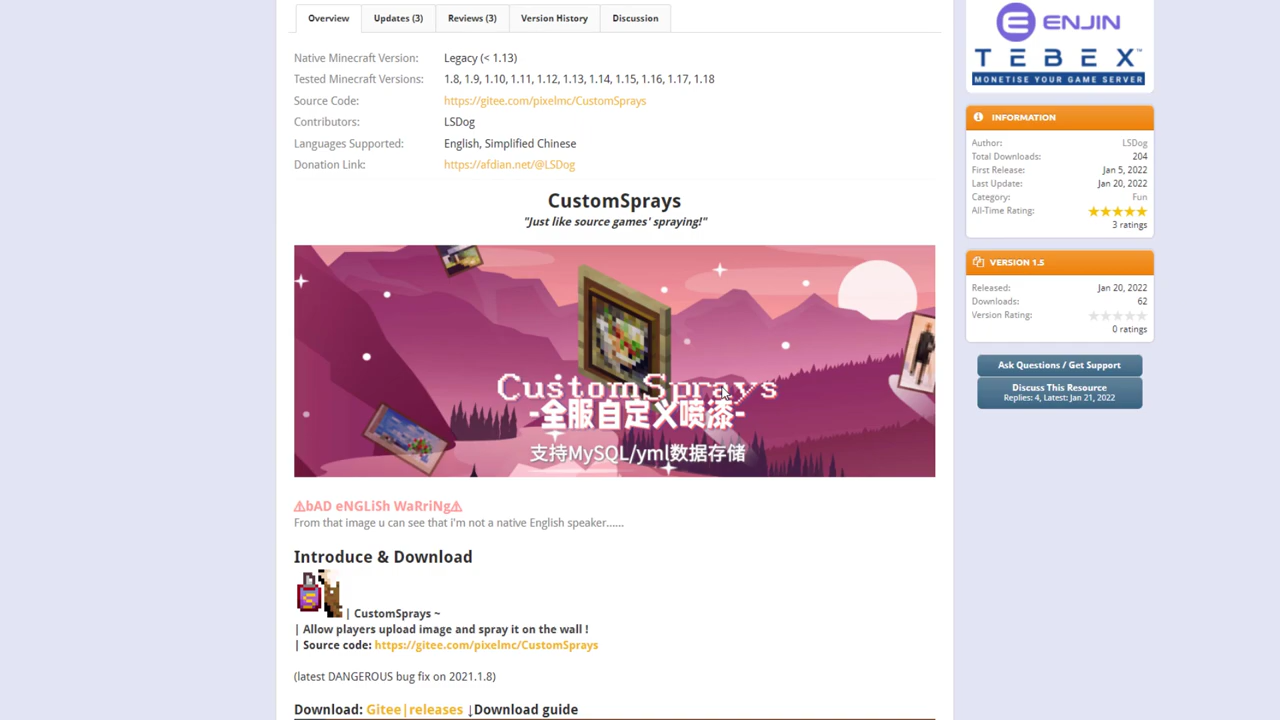 Overview
Updates (3)
Reviews (3)
Version History
Discussion
Native Minecraft Version: Legacy (< 1.13)
Tested Minecraft Versions: 1.8, 1.9, 1.10, 1.11, 1.12, 1.13, 1.14, 1.15, 1.16, 1.17, 1.18
Source Code: https://gitee.com/pixelmc/CustomSprays
Contributors: LSDog
Languages Supported: English, Simplified Chinese
Donation Link: https://afdian.net/@LSDog
CustomSprays
"Just like source games' spraying!"
CustomSprays
-全服自定义喷漆-
支持MySQL/yml数据存储
⚠bAD eNGLiSh WaRriNg⚠
From that image u can see that i'm not a native English speaker......
Introduce & Download
| CustomSprays ~
| Allow players upload image and spray it on the wall !
| Source code: https://gitee.com/pixelmc/CustomSprays
(latest DANGEROUS bug fix on 2021.1.8)
Download: Gitee|releases ↓Download guide
ENJIN
TEBEX™
MONETISE YOUR GAME SERVER
INFORMATION
Author: LSDog
Total Downloads: 204
First Release: Jan 5, 2022
Last Update: Jan 20, 2022
Category: Fun
All-Time Rating:
3 ratings
VERSION 1.5
Released: Jan 20, 2022
Downloads: 62
Version Rating:
0 ratings
Ask Questions / Get Support
Discuss This Resource
Replies: 4, Latest: Jan 21, 2022